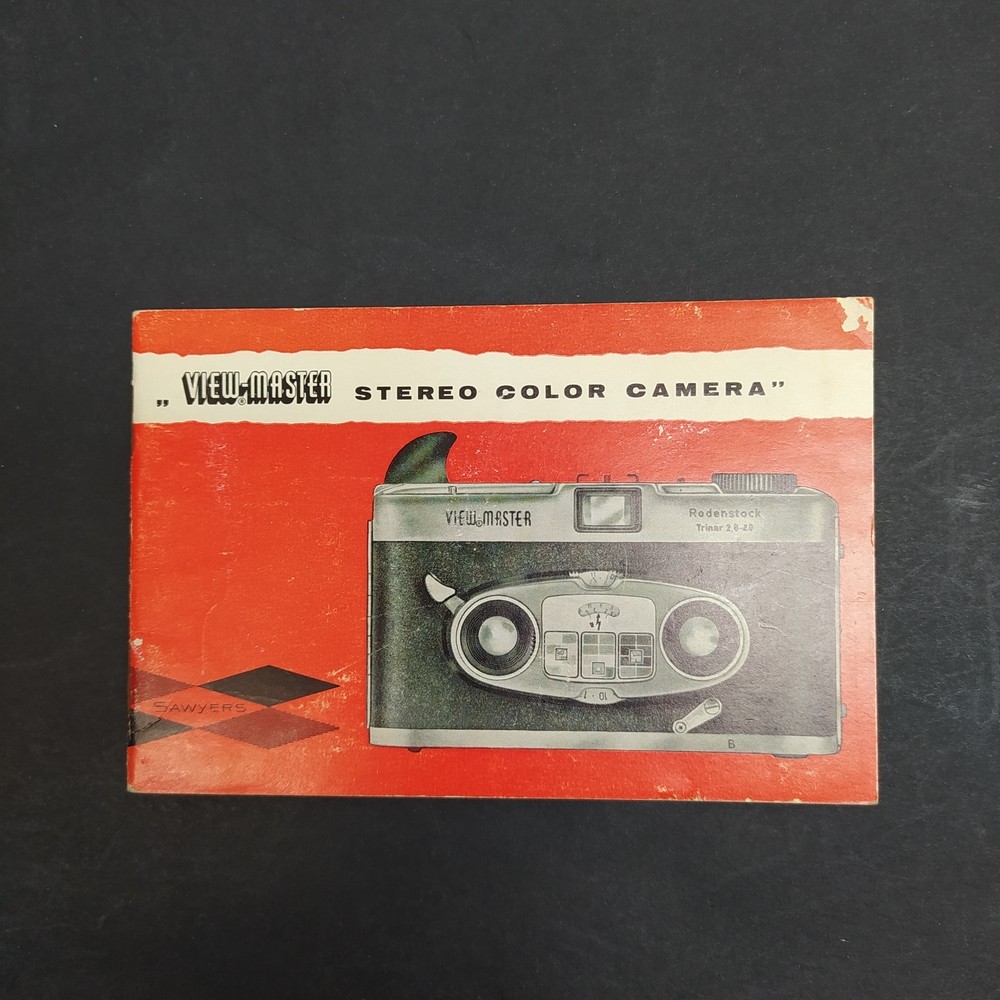 „VIEW-MASTER® STEREO COLOR CAMERA”
VIEW-MASTER
Rodenstock
Trinar 2,8-20
SAWYERS
B